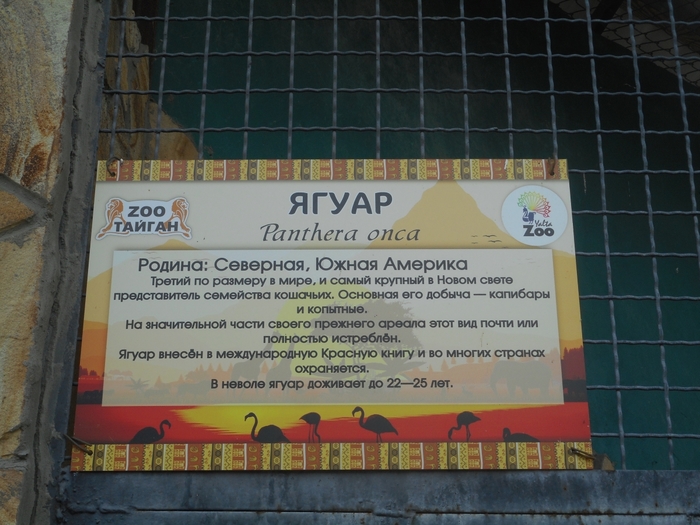 ZOO
ТАЙГАН
ЯГУАР
Panthera onca
Yalta
Zoo
Родина: Северная, Южная Америка
Третий по размеру в мире, и самый крупный в Новом свете
представитель семейства кошачьих. Основная его добыча — капибары
и копытные.
На значительной части своего прежнего ареала этот вид почти или
полностью истреблён.
Ягуар внесён в международную Красную книгу и во многих странах
охраняется.
В неволе ягуар доживает до 22—25 лет.